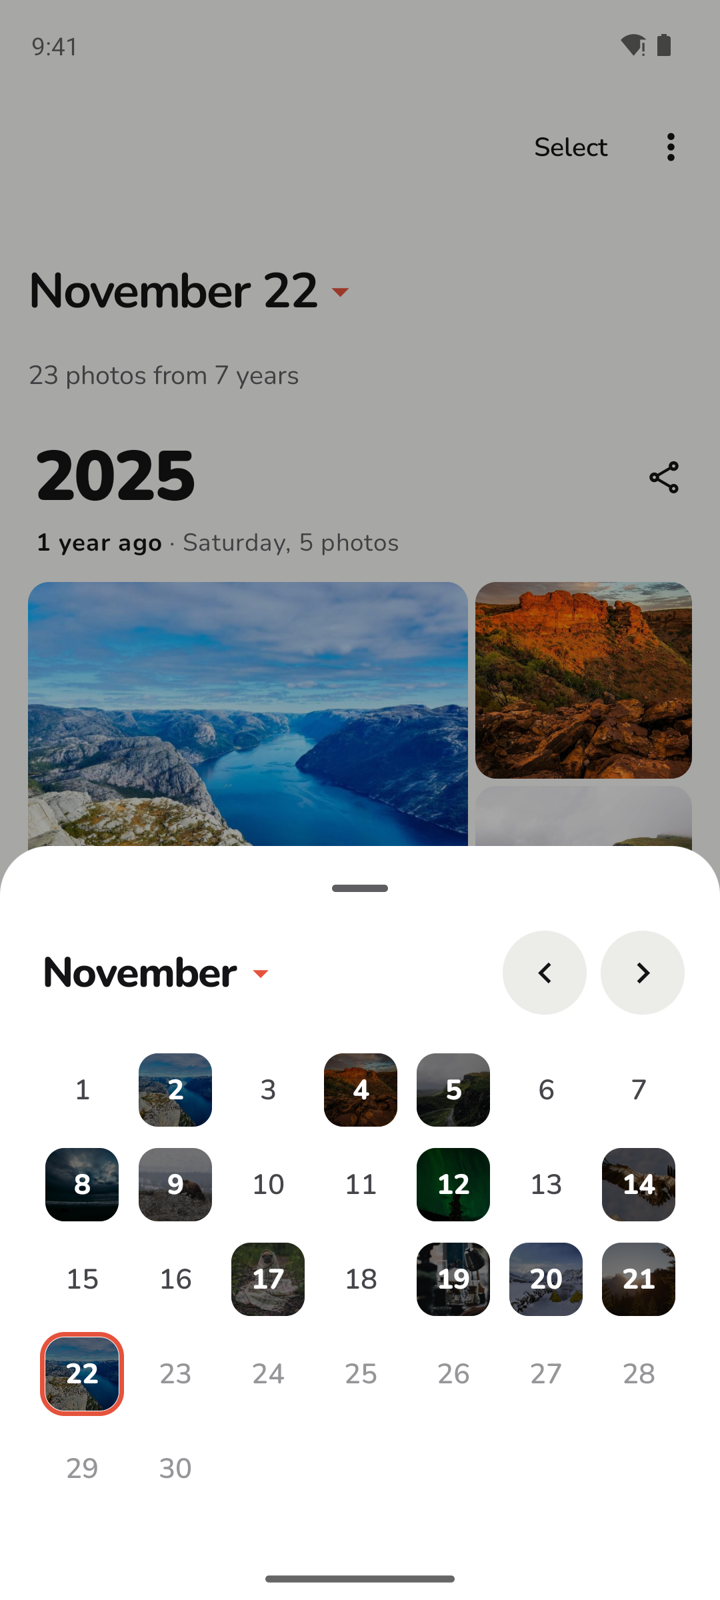 9:41
Select
November 22
23 photos from 7 years
2025
1 year ago · Saturday, 5 photos
November
1 2 3 4 5 6 7
8 9 10 11 12 13 14
15 16 17 18 19 20 21
22 23 24 25 26 27 28
29 30